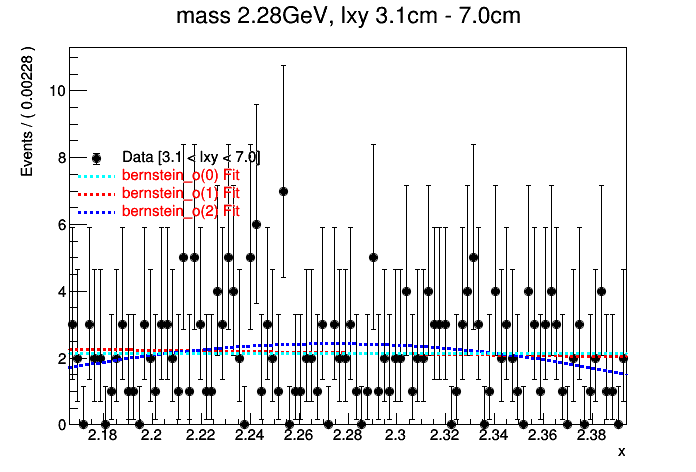 mass 2.28GeV, lxy 3.1cm - 7.0cm
Events / ( 0.00228 )
10
8
6
4
2
0
Data [3.1 < lxy < 7.0]
bernstein_o(0) Fit
bernstein_o(1) Fit
bernstein_o(2) Fit
2.18 2.2 2.22 2.24 2.26 2.28 2.3 2.32 2.34 2.36 2.38
x